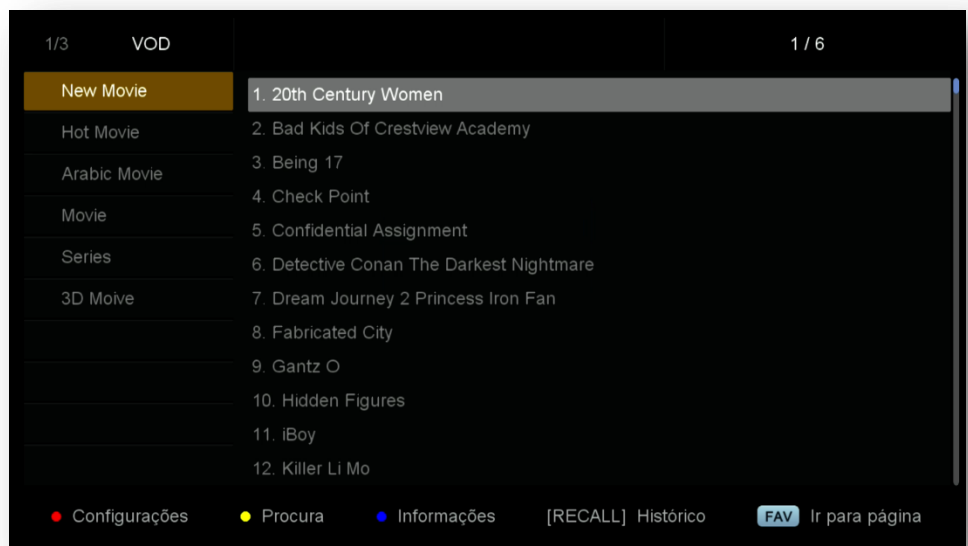 1/3 VOD 1 / 6
New Movie
Hot Movie
Arabic Movie
Movie
Series
3D Moive
1. 20th Century Women
2. Bad Kids Of Crestview Academy
3. Being 17
4. Check Point
5. Confidential Assignment
6. Detective Conan The Darkest Nightmare
7. Dream Journey 2 Princess Iron Fan
8. Fabricated City
9. Gantz O
10. Hidden Figures
11. iBoy
12. Killer Li Mo
Configurações Procura Informações [RECALL] Histórico FAV Ir para página